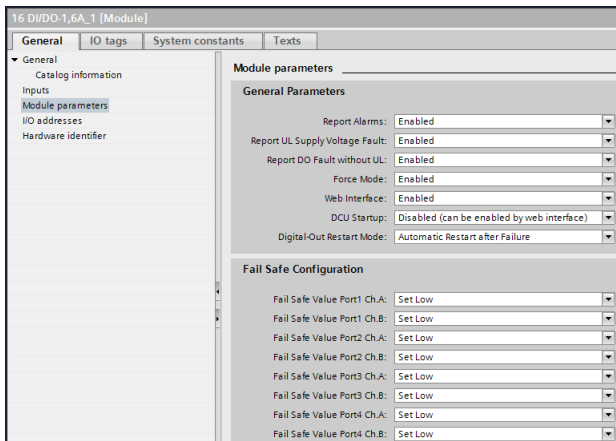 16 DI/DO-1,6A_1 [Module]
General IO tags System constants Texts
General
Catalog information
Inputs
Module parameters
I/O addresses
Hardware identifier
Module parameters
General Parameters
Report Alarms: Enabled
Report UL Supply Voltage Fault: Enabled
Report DO Fault without UL: Enabled
Force Mode: Enabled
Web Interface: Enabled
DCU Startup: Disabled (can be enabled by web interface)
Digital-Out Restart Mode: Automatic Restart after Failure
Fail Safe Configuration
Fail Safe Value Port1 Ch.A: Set Low
Fail Safe Value Port1 Ch.B: Set Low
Fail Safe Value Port2 Ch.A: Set Low
Fail Safe Value Port2 Ch.B: Set Low
Fail Safe Value Port3 Ch.A: Set Low
Fail Safe Value Port3 Ch.B: Set Low
Fail Safe Value Port4 Ch.A: Set Low
Fail Safe Value Port4 Ch.B: Set Low